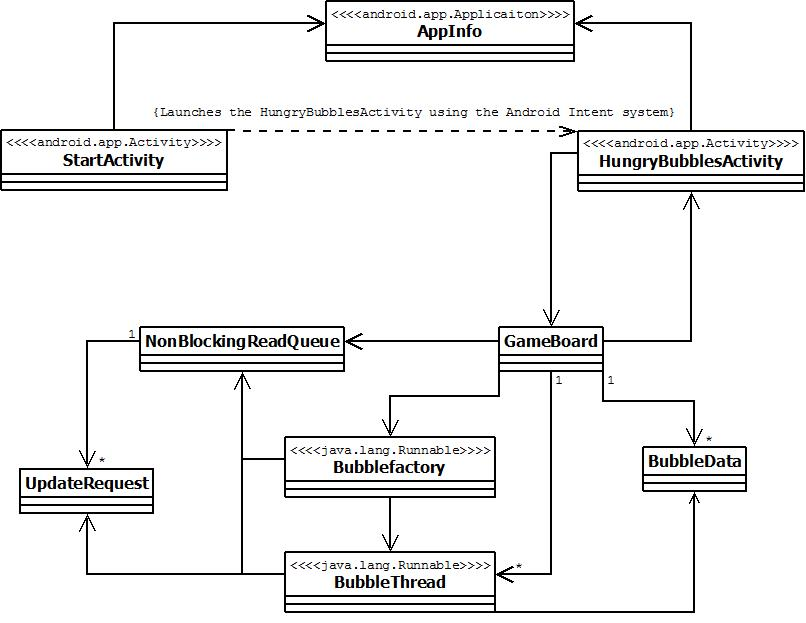 <<<<android.app.Applicaiton>>>>
AppInfo
{Launches the HungryBubblesActivity using the Android Intent system}
<<<<android.app.Activity>>>>
StartActivity
<<<<android.app.Activity>>>>
HungryBubblesActivity
1
NonBlockingReadQueue
GameBoard
1
1
*
*
<<<<java.lang.Runnable>>>>
Bubblefactory
BubbleData
UpdateRequest
<<<<java.lang.Runnable>>>>
BubbleThread
*